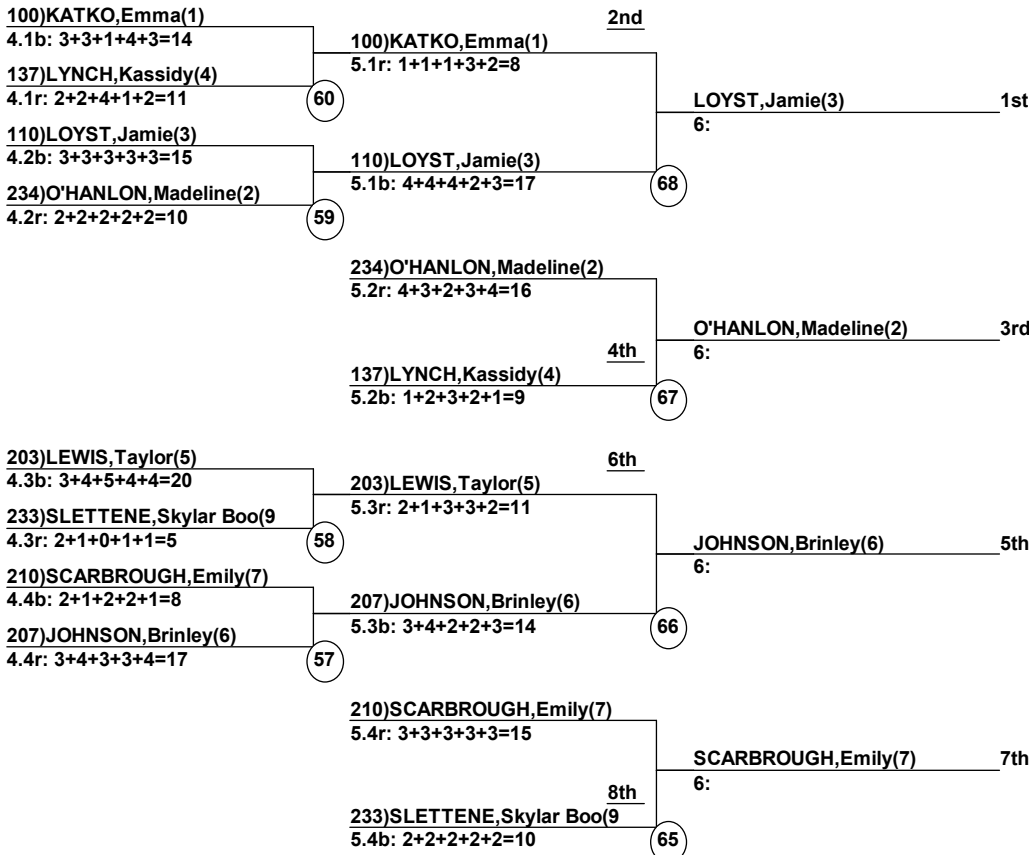 100)KATKO,Emma(1)
4.1b: 3+3+1+4+3=14
137)LYNCH,Kassidy(4)
4.1r: 2+2+4+1+2=11
60
110)LOYST,Jamie(3)
4.2b: 3+3+3+3+3=15
234)O'HANLON,Madeline(2)
4.2r: 2+2+2+2+2=10
59
2nd
100)KATKO,Emma(1)
5.1r: 1+1+1+3+2=8
110)LOYST,Jamie(3)
5.1b: 4+4+4+2+3=17
68
LOYST,Jamie(3) 1st
6:
234)O'HANLON,Madeline(2)
5.2r: 4+3+2+3+4=16
4th
137)LYNCH,Kassidy(4)
5.2b: 1+2+3+2+1=9
67
O'HANLON,Madeline(2) 3rd
6:
203)LEWIS,Taylor(5)
4.3b: 3+4+5+4+4=20
233)SLETTENE,Skylar Boo(9
4.3r: 2+1+0+1+1=5
58
210)SCARBROUGH,Emily(7)
4.4b: 2+1+2+2+1=8
207)JOHNSON,Brinley(6)
4.4r: 3+4+3+3+4=17
57
6th
203)LEWIS,Taylor(5)
5.3r: 2+1+3+3+2=11
207)JOHNSON,Brinley(6)
5.3b: 3+4+2+2+3=14
66
JOHNSON,Brinley(6) 5th
6:
210)SCARBROUGH,Emily(7)
5.4r: 3+3+3+3+3=15
8th
233)SLETTENE,Skylar Boo(9
5.4b: 2+2+2+2+2=10
65
SCARBROUGH,Emily(7) 7th
6: